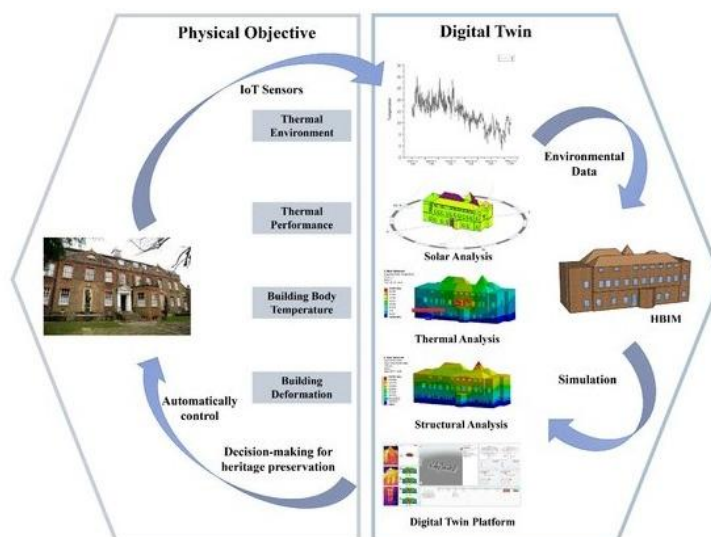 Physical Objective
Digital Twin
IoT Sensors
Thermal
Environment
Thermal
Performance
Building Body
Temperature
Building
Deformation
Automatically
control
Decision-making for
heritage preservation
Temperature
Environmental
Data
Solar Analysis
HBIM
Thermal Analysis
Simulation
Structural Analysis
Digital Twin Platform